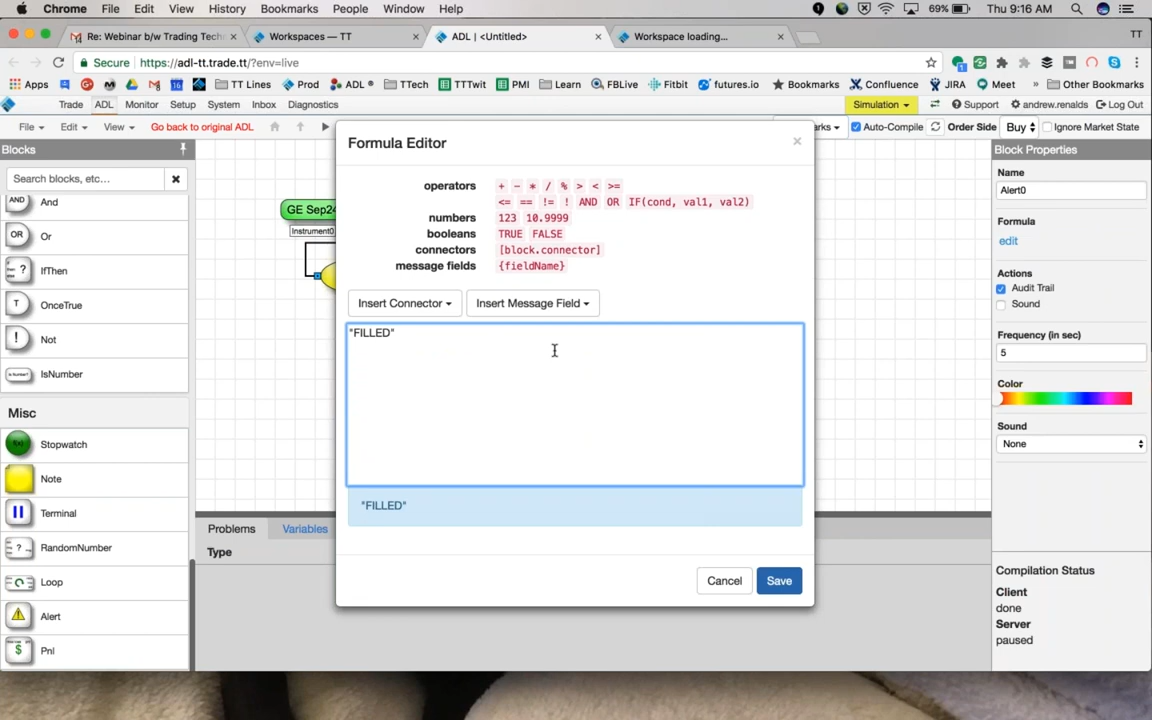 Chrome File Edit View History Bookmarks People Window Help
69% Thu 9:16 AM
Re: Webinar b/w Trading Tech
Workspaces — TT
ADL | <Untitled>
Workspace loading...
TT
Secure https://adl-tt.trade.tt/?env=live
Apps TT Lines Prod ADL ® TTech TTTwit PMI Learn FBLive Fitbit futures.io Bookmarks Confluence JIRA Meet » Other Bookmarks
Trade ADL Monitor Setup System Inbox Diagnostics Simulation Support andrew.renalds Log Out
File Edit View Go back to original ADL
rks Auto-Compile Order Side Buy Ignore Market State
Blocks
Search blocks, etc...
AND And
OR Or
IfThen
T OncеTrue
! Not
IsNumber
Misc
f(x) Stopwatch
Note
Terminal
RandomNumber
Loop
Alert
$ Pnl
GE Sep24
Instrument0
Formula Editor
×
operators + - * / % > < >=
<= == != ! AND OR IF(cond, val1, val2)
numbers 123 10.9999
booleans TRUE FALSE
connectors [block.connector]
message fields {fieldName}
Insert Connector Insert Message Field
"FILLED"
"FILLED"
Cancel Save
Problems Variables
Type
Block Properties
Name
Alert0
Formula
edit
Actions
Audit Trail
Sound
Frequency (in sec)
5
Color
Sound
None
Compilation Status
Client
done
Server
paused